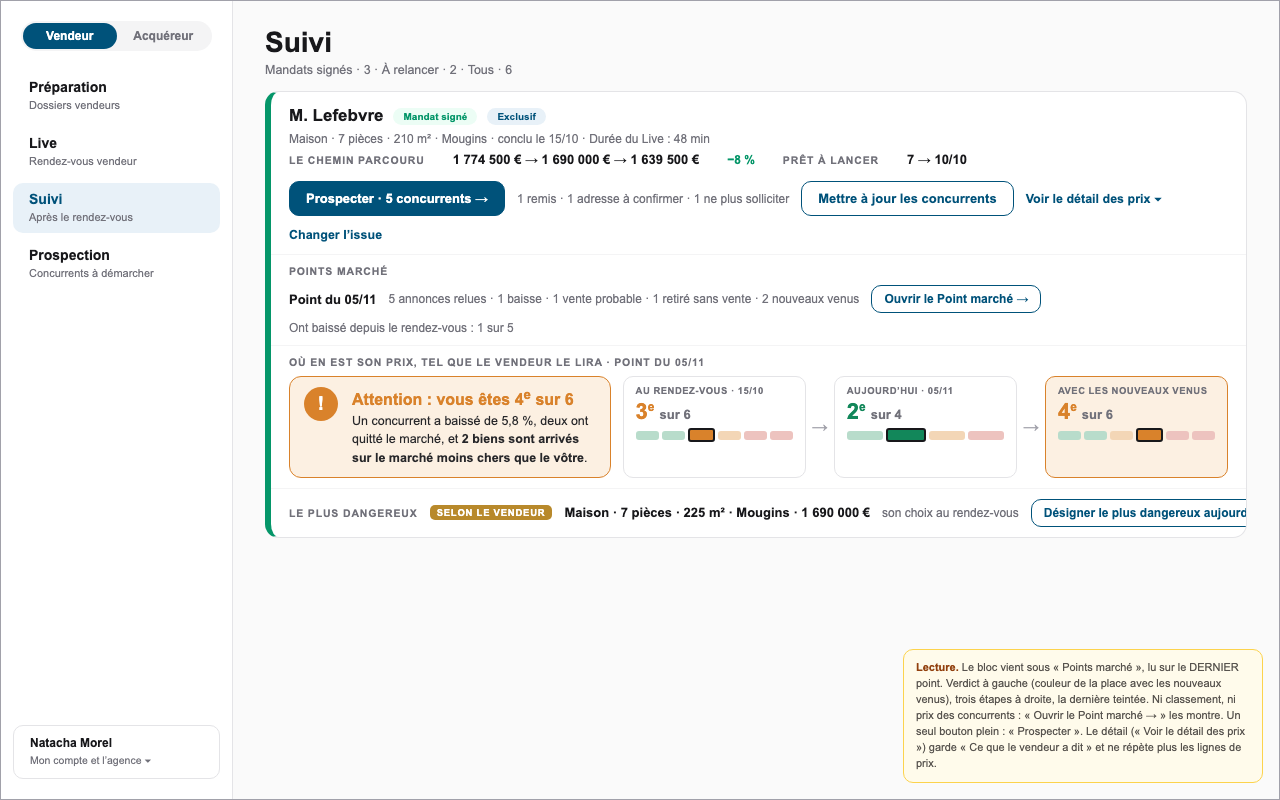 Vendeur
Acquéreur
Préparation
Dossiers vendeurs
Live
Rendez-vous vendeur
Suivi
Après le rendez-vous
Prospection
Concurrents à démarcher
Natacha Morel
Mon compte et l’agence
Suivi
Mandats signés · 3 · À relancer · 2 · Tous · 6
M. Lefebvre Mandat signé Exclusif
Maison · 7 pièces · 210 m² · Mougins · conclu le 15/10 · Durée du Live : 48 min
LE CHEMIN PARCOURU 1 774 500 € → 1 690 000 € → 1 639 500 € −8 % PRÊT À LANCER 7 → 10/10
Prospecter · 5 concurrents → 1 remis · 1 adresse à confirmer · 1 ne plus solliciter Mettre à jour les concurrents Voir le détail des prix
Changer l’issue
POINTS MARCHÉ
Point du 05/11 5 annonces relues · 1 baisse · 1 vente probable · 1 retiré sans vente · 2 nouveaux venus Ouvrir le Point marché →
Ont baissé depuis le rendez-vous : 1 sur 5
OÙ EN EST SON PRIX, TEL QUE LE VENDEUR LE LIRA · POINT DU 05/11
!
Attention : vous êtes 4e sur 6
Un concurrent a baissé de 5,8 %, deux ont
quitté le marché, et 2 biens sont arrivés
sur le marché moins chers que le vôtre.
AU RENDEZ-VOUS · 15/10
3e sur 6
→
AUJOURD’HUI · 05/11
2e sur 4
→
AVEC LES NOUVEAUX VENUS
4e sur 6
LE PLUS DANGEREUX SELON LE VENDEUR Maison · 7 pièces · 225 m² · Mougins · 1 690 000 € son choix au rendez-vous Désigner le plus dangereux aujourd
Lecture. Le bloc vient sous « Points marché », lu sur le DERNIER
point. Verdict à gauche (couleur de la place avec les nouveaux
venus), trois étapes à droite, la dernière teintée. Ni classement, ni
prix des concurrents : « Ouvrir le Point marché → » les montre. Un
seul bouton plein : « Prospecter ». Le détail (« Voir le détail des prix
») garde « Ce que le vendeur a dit » et ne répète plus les lignes de
prix.